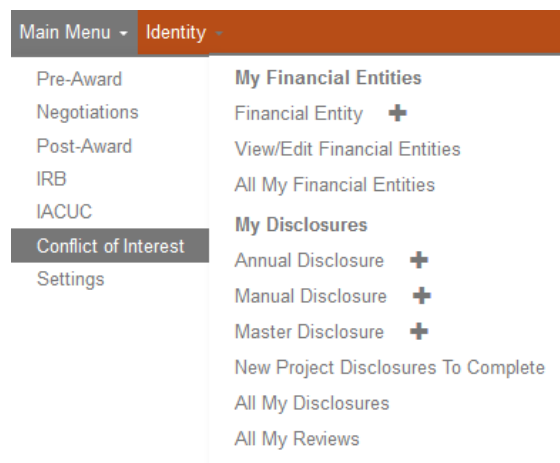 Main Menu Identity
Pre-Award
Negotiations
Post-Award
IRB
IACUC
Conflict of Interest
Settings
My Financial Entities
Financial Entity
View/Edit Financial Entities
All My Financial Entities
My Disclosures
Annual Disclosure
Manual Disclosure
Master Disclosure
New Project Disclosures To Complete
All My Disclosures
All My Reviews